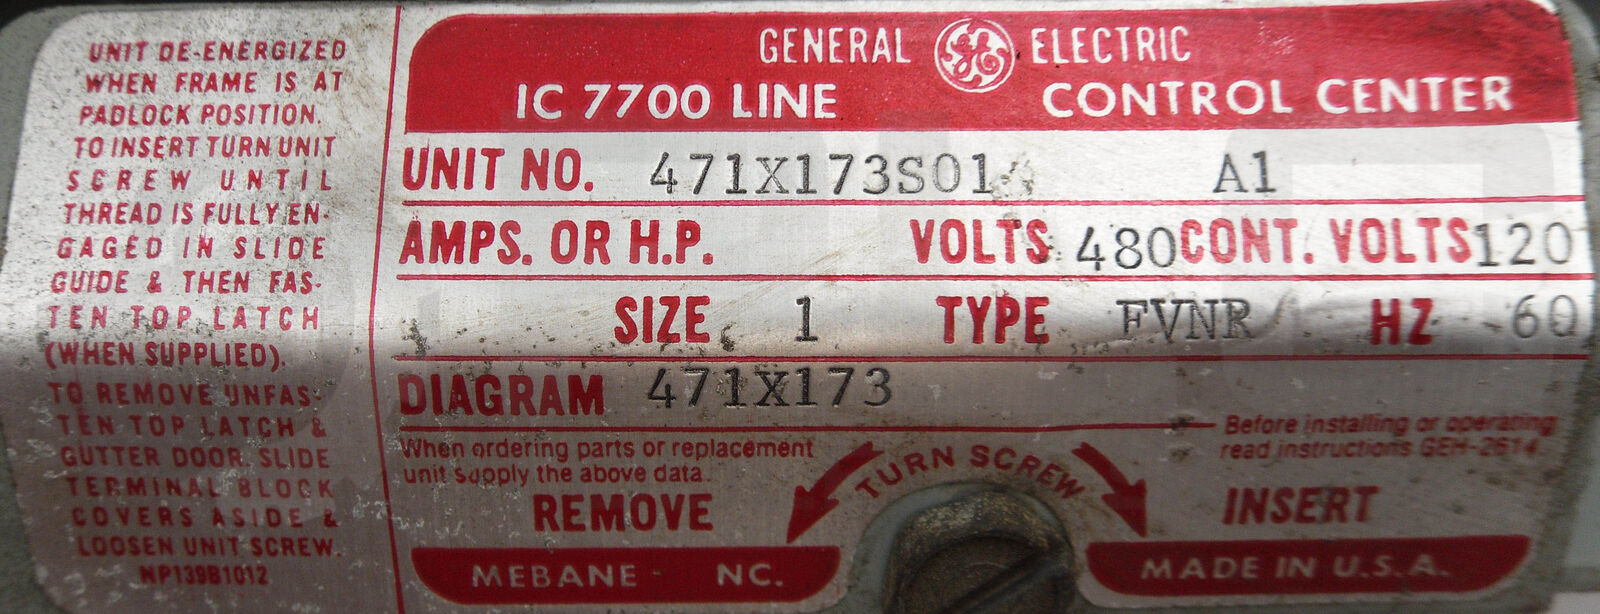 UNIT DE-ENERGIZED
WHEN FRAME IS AT
PADLOCK POSITION.
TO INSERT TURN UNIT
SCREW UNTIL
THREAD IS FULLY EN-
GAGED IN SLIDE
GUIDE & THEN FAS-
TEN TOP LATCH
(WHEN SUPPLIED).
TO REMOVE UNFAS-
TEN TOP LATCH &
GUTTER DOOR. SLIDE
TERMINAL BLOCK
COVERS ASIDE &
LOOSEN UNIT SCREW.
NP139B1012
GENERAL GE ELECTRIC
IC 7700 LINE CONTROL CENTER
UNIT NO. 471X173S01 A1
AMPS. OR H.P. VOLTS 480 CONT. VOLTS 120
SIZE 1 TYPE FVNR HZ 60
DIAGRAM 471X173
When ordering parts or replacement
unit supply the above data.
Before installing or operating
read instructions GEH-2614.
REMOVE TURN SCREW INSERT
MEBANE - NC. MADE IN U.S.A.